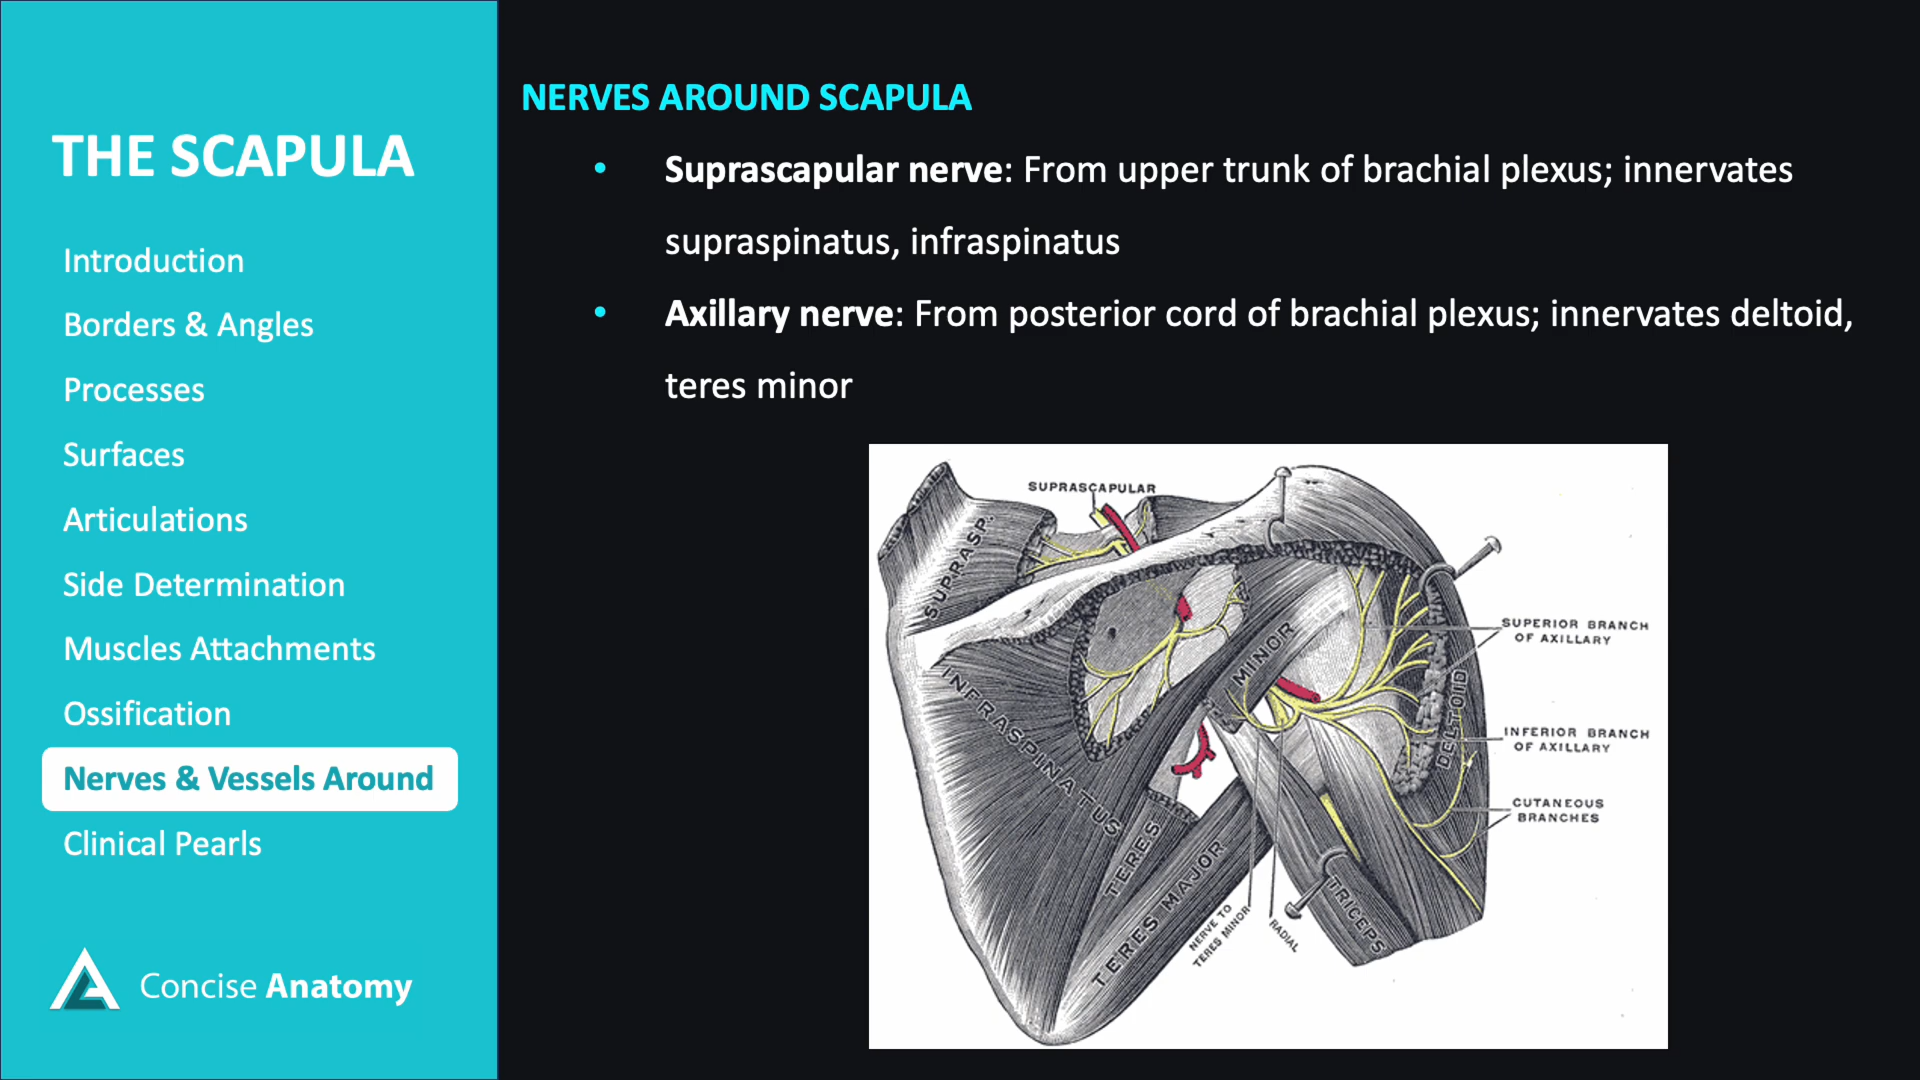 THE SCAPULA
Introduction
Borders & Angles
Processes
Surfaces
Articulations
Side Determination
Muscles Attachments
Ossification
Nerves & Vessels Around
Clinical Pearls
Concise Anatomy
NERVES AROUND SCAPULA
• Suprascapular nerve: From upper trunk of brachial plexus; innervates
supraspinatus, infraspinatus
• Axillary nerve: From posterior cord of brachial plexus; innervates deltoid,
teres minor
SUPRASCAPULAR
SUPRASP.
INFRASPINATUS
MINOR
TERES
TERES MAJOR
NERVE TO
TERES MINOR
RADIAL
TRICEPS
DELTOID
SUPERIOR BRANCH
OF AXILLARY
INFERIOR BRANCH
OF AXILLARY
CUTANEOUS
BRANCHES